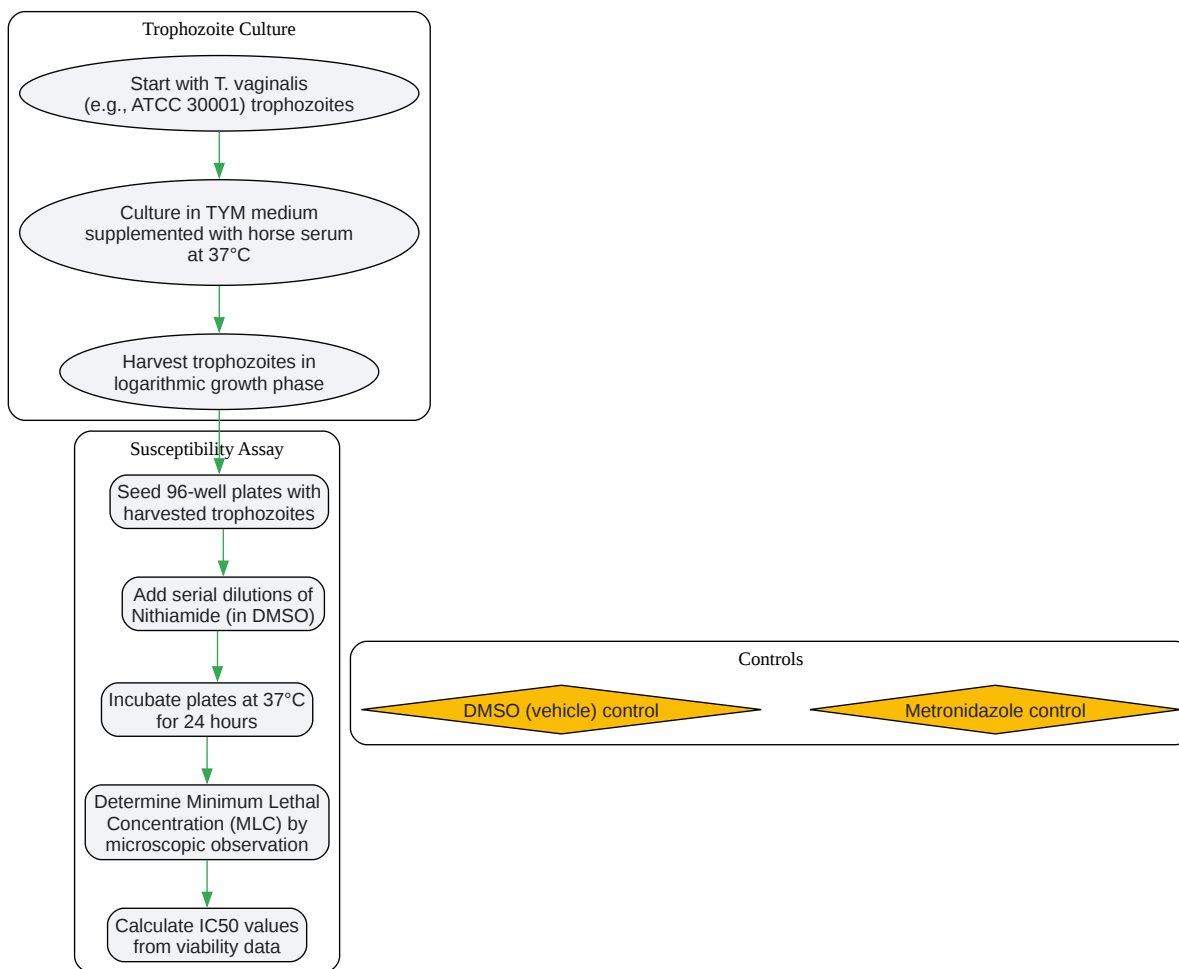 Trophozoite Culture
Start with T. vaginalis
(e.g., ATCC 30001) trophozoites
Culture in TYM medium
supplemented with horse serum
at 37°C
Harvest trophozoites in
logarithmic growth phase
Susceptibility Assay
Seed 96-well plates with
harvested trophozoites
Add serial dilutions of
Nithiamide (in DMSO)
Incubate plates at 37°C
for 24 hours
Determine Minimum Lethal
Concentration (MLC) by
microscopic observation
Calculate IC50 values
from viability data
Controls
DMSO (vehicle) control
Metronidazole control